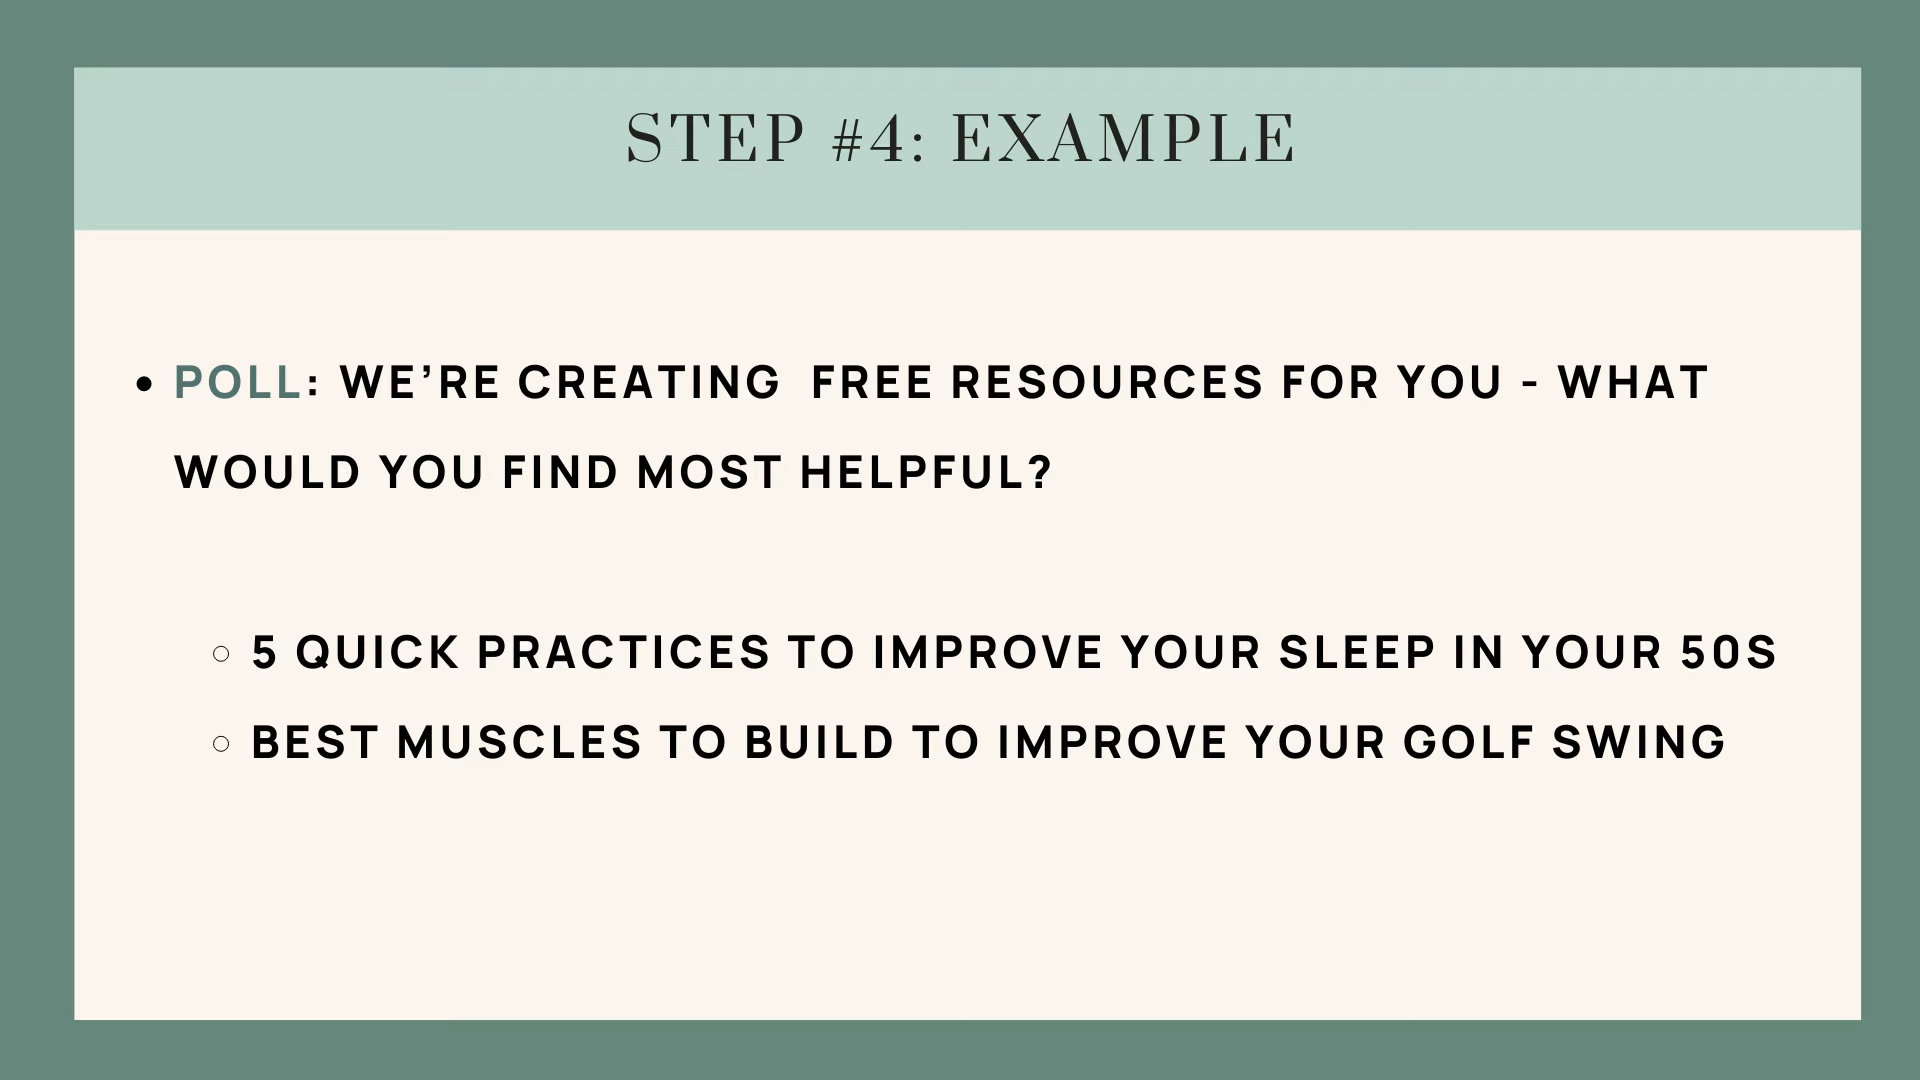 STEP #4: EXAMPLE
• POLL: WE’RE CREATING  FREE RESOURCES FOR YOU - WHAT
WOULD YOU FIND MOST HELPFUL?
○ 5 QUICK PRACTICES TO IMPROVE YOUR SLEEP IN YOUR 50S
○ BEST MUSCLES TO BUILD TO IMPROVE YOUR GOLF SWING